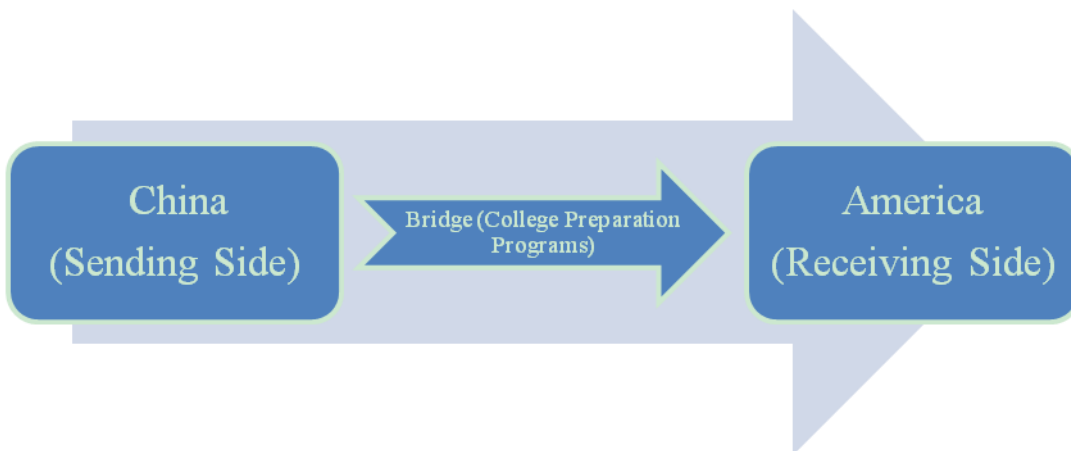 China
(Sending Side)
Bridge (College Preparation
Programs)
America
(Receiving Side)